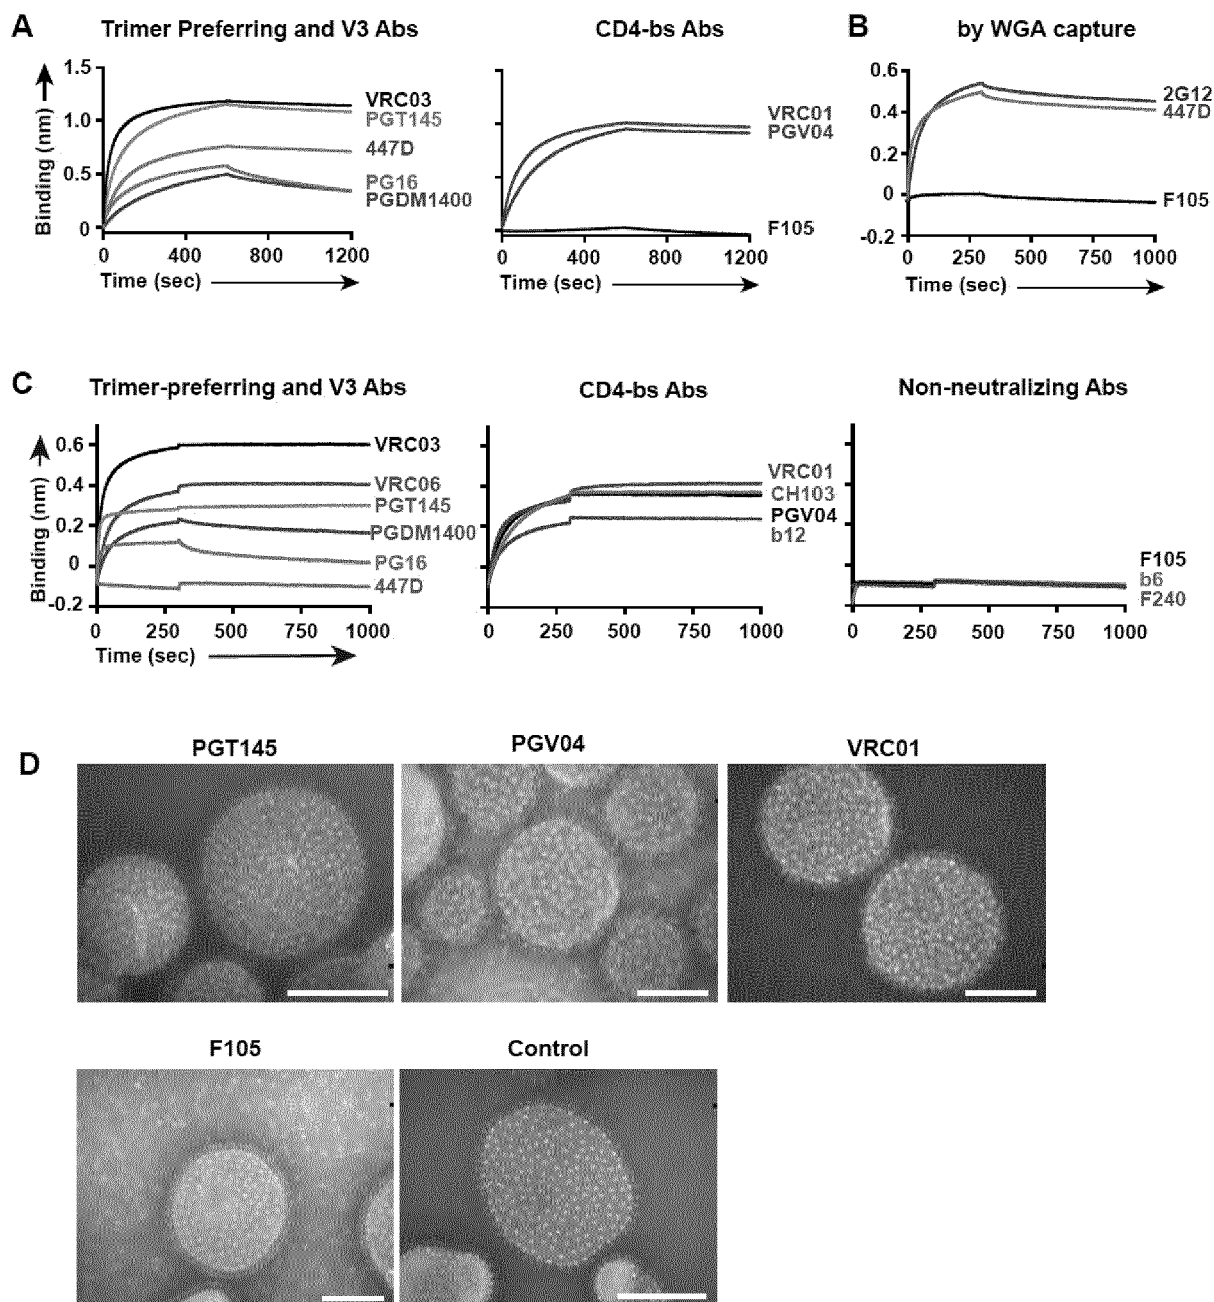 A
Trimer Preferring and V3 Abs
CD4-bs Abs
B
by WGA capture
1.5
1.0
0.5
0
Binding (nm)
VRC03
PGT145
447D
PG16
PGDM1400
0
400
800
1200
Time (sec)
VRC01
PGV04
F105
0
400
800
1200
Time (sec)
0.6
0.4
0.2
0
-0.2
2G12
447D
F105
0
250
500
750
1000
Time (sec)
C
Trimer-preferring and V3 Abs
CD4-bs Abs
Non-neutralizing Abs
0.6
0.4
0.2
0
-0.2
Binding (nm)
VRC03
VRC06
PGT145
PGDM1400
PG16
447D
0
250
500
750
1000
Time (sec)
VRC01
CH103
PGV04
b12
0
250
500
750
1000
F105
b6
F240
0
250
500
750
1000
D
PGT145
PGV04
VRC01
F105
Control